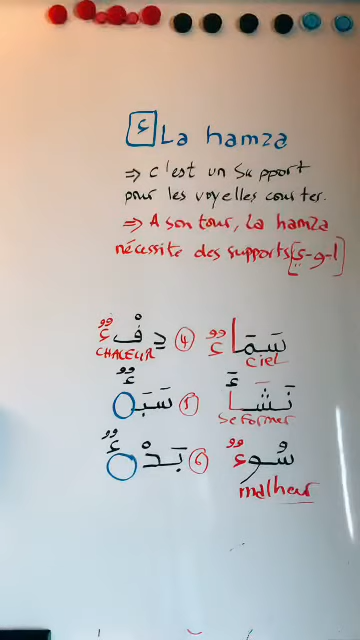 ء La hamza
⇒ c'est un support
pour les voyelles courtes.
⇒ A son tour, La hamza
nécessite des supports [ي-و-ا]
سَمَاءٌ ④ دِفْءٌ
ciel CHALEUR
نَشَأَ ⑤ سَبَـ
se former
سُوءٌ ⑥ بَدْ
malheur